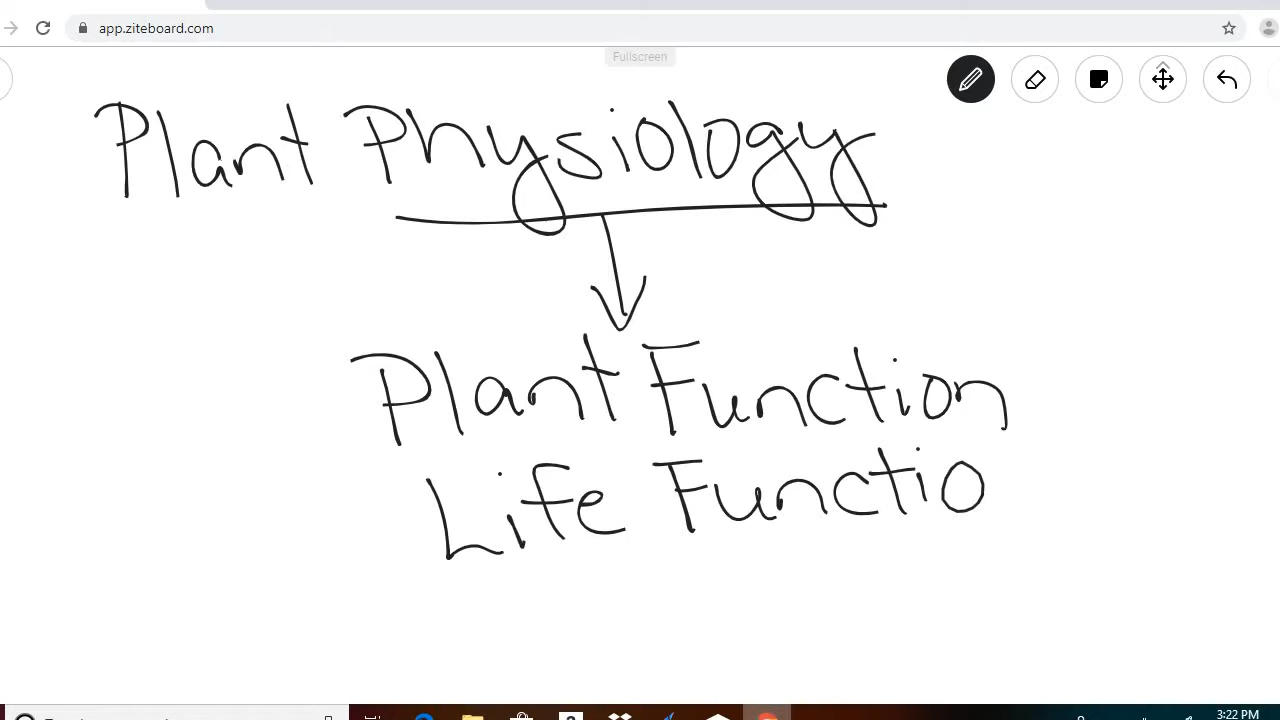 app.ziteboard.com
Fullscreen
Plant Physiology
Plant Function
Life Functio
3:22 PM